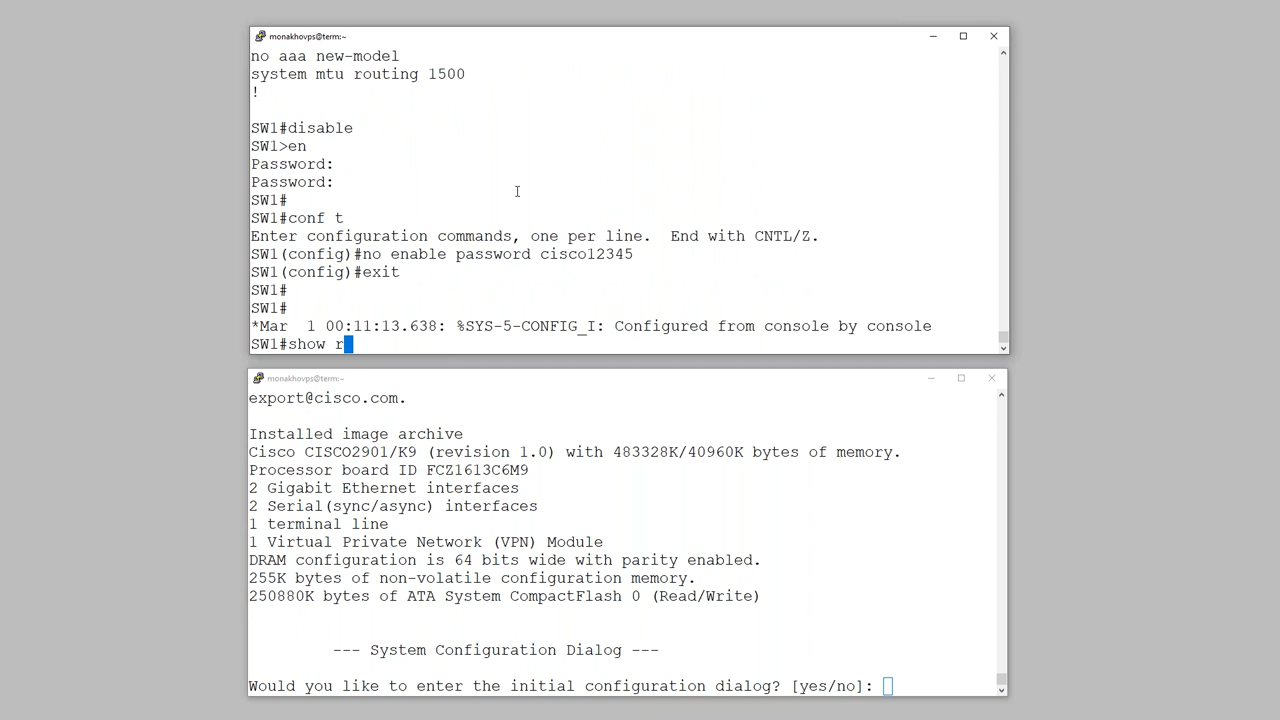 monakhovps@term:~
no aaa new-model
system mtu routing 1500
!
SW1#disable
SW1>en
Password:
Password:
SW1#
SW1#conf t
Enter configuration commands, one per line.  End with CNTL/Z.
SW1(config)#no enable password cisco12345
SW1(config)#exit
SW1#
SW1#
*Mar  1 00:11:13.638: %SYS-5-CONFIG_I: Configured from console by console
SW1#show r
monakhovps@term:~
export@cisco.com.
Installed image archive
Cisco CISCO2901/K9 (revision 1.0) with 483328K/40960K bytes of memory.
Processor board ID FCZ1613C6M9
2 Gigabit Ethernet interfaces
2 Serial(sync/async) interfaces
1 terminal line
1 Virtual Private Network (VPN) Module
DRAM configuration is 64 bits wide with parity enabled.
255K bytes of non-volatile configuration memory.
250880K bytes of ATA System CompactFlash 0 (Read/Write)
--- System Configuration Dialog ---
Would you like to enter the initial configuration dialog? [yes/no]: